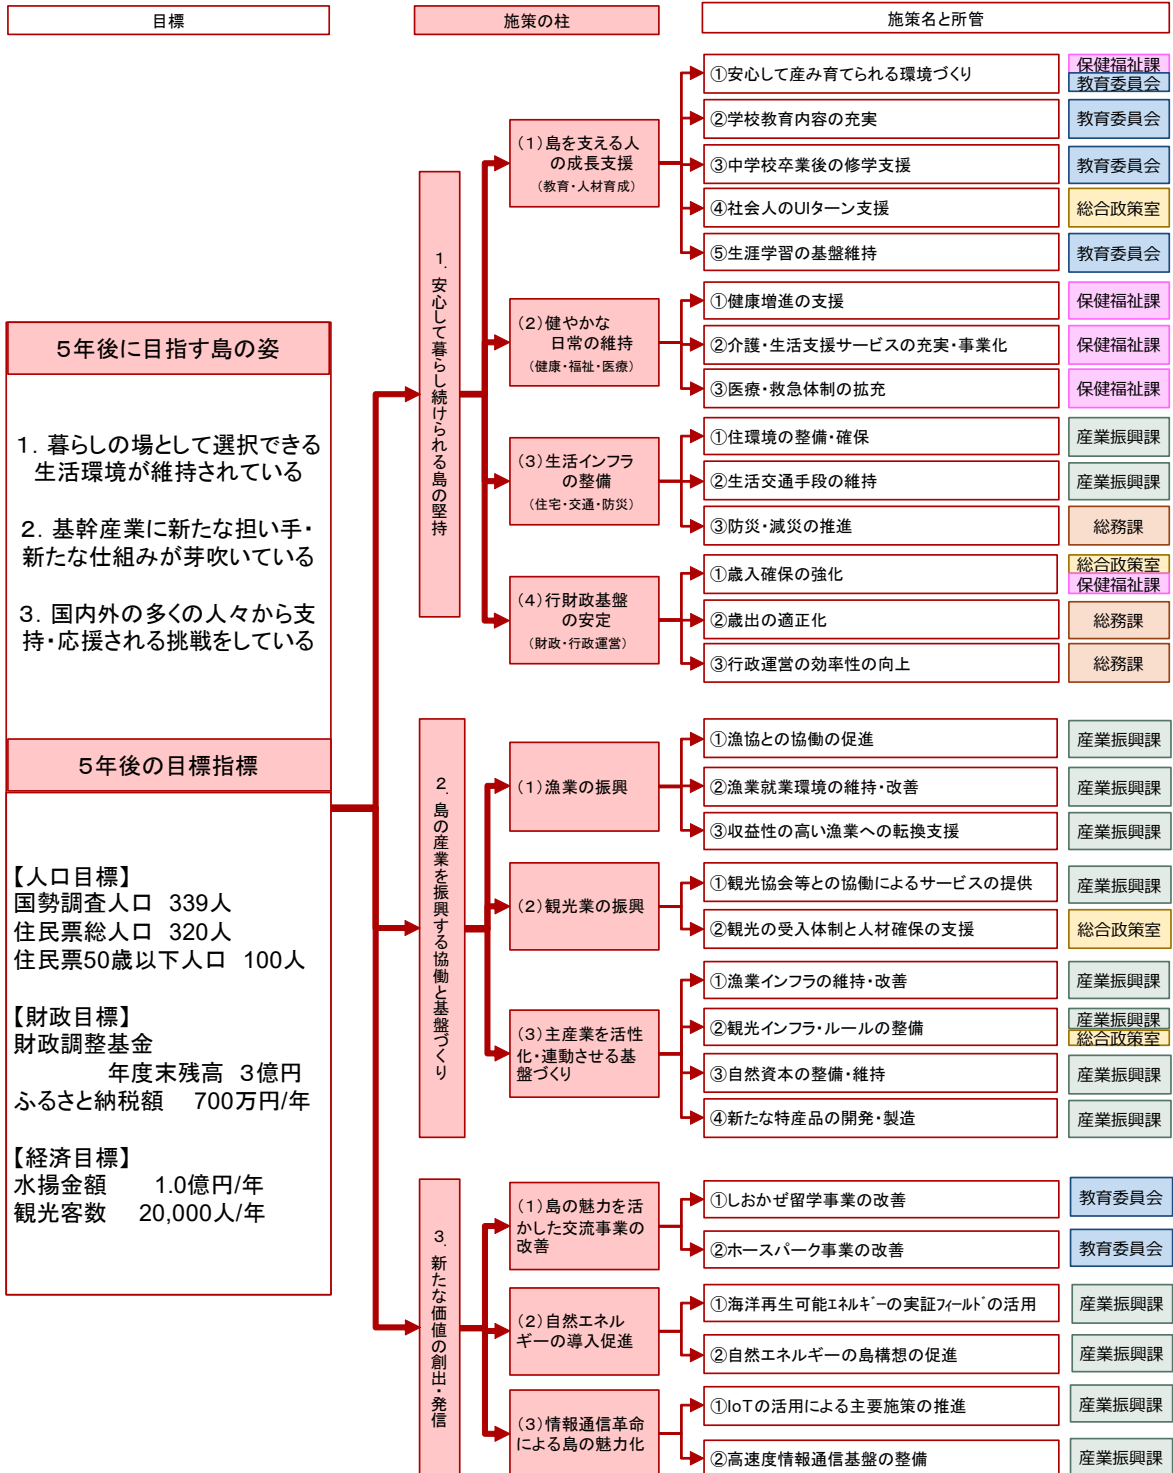 目標
施策の柱
施策名と所管
5年後に目指す島の姿
1．暮らしの場として選択できる
生活環境が維持されている
2．基幹産業に新たな担い手・
新たな仕組みが芽吹いている
3．国内外の多くの人々から支
持・応援される挑戦をしている
5年後の目標指標
【人口目標】
国勢調査人口 339人
住民票総人口 320人
住民票50歳以下人口 100人
【財政目標】
財政調整基金
年度末残高 3億円
ふるさと納税額 700万円/年
【経済目標】
水揚金額 1.0億円/年
観光客数 20,000人/年
1．安心して暮らし続けられる島の堅持
(1)島を支える人
の成長支援
(教育・人材育成)
①安心して産み育てられる環境づくり
保健福祉課
教育委員会
②学校教育内容の充実
教育委員会
③中学校卒業後の修学支援
教育委員会
④社会人のUIターン支援
総合政策室
⑤生涯学習の基盤維持
教育委員会
(2)健やかな
日常の維持
(健康・福祉・医療)
①健康増進の支援
保健福祉課
②介護・生活支援サービスの充実・事業化
保健福祉課
③医療・救急体制の拡充
保健福祉課
(3)生活インフラ
の整備
(住宅・交通・防災)
①住環境の整備・確保
産業振興課
②生活交通手段の維持
産業振興課
③防災・減災の推進
総務課
(4)行財政基盤
の安定
(財政・行政運営)
①歳入確保の強化
総合政策室
保健福祉課
②歳出の適正化
総務課
③行政運営の効率性の向上
総務課
2．島の産業を振興する協働と基盤づくり
(1)漁業の振興
①漁協との協働の促進
産業振興課
②漁業就業環境の維持・改善
産業振興課
③収益性の高い漁業への転換支援
産業振興課
(2)観光業の振興
①観光協会等との協働によるサービスの提供
産業振興課
②観光の受入体制と人材確保の支援
総合政策室
(3)主産業を活性
化・連動させる基
盤づくり
①漁業インフラの維持・改善
産業振興課
②観光インフラ・ルールの整備
産業振興課
総合政策室
③自然資本の整備・維持
産業振興課
④新たな特産品の開発・製造
産業振興課
3．新たな価値の創出・発信
(1)島の魅力を活
かした交流事業の
改善
①しおかぜ留学事業の改善
教育委員会
②ホースパーク事業の改善
教育委員会
(2)自然エネル
ギーの導入促進
①海洋再生可能ｴﾈﾙｷﾞｰの実証ﾌｨｰﾙﾄﾞの活用
産業振興課
②自然エネルギーの島構想の促進
産業振興課
(3)情報通信革命
による島の魅力化
①IoTの活用による主要施策の推進
産業振興課
②高速度情報通信基盤の整備
産業振興課